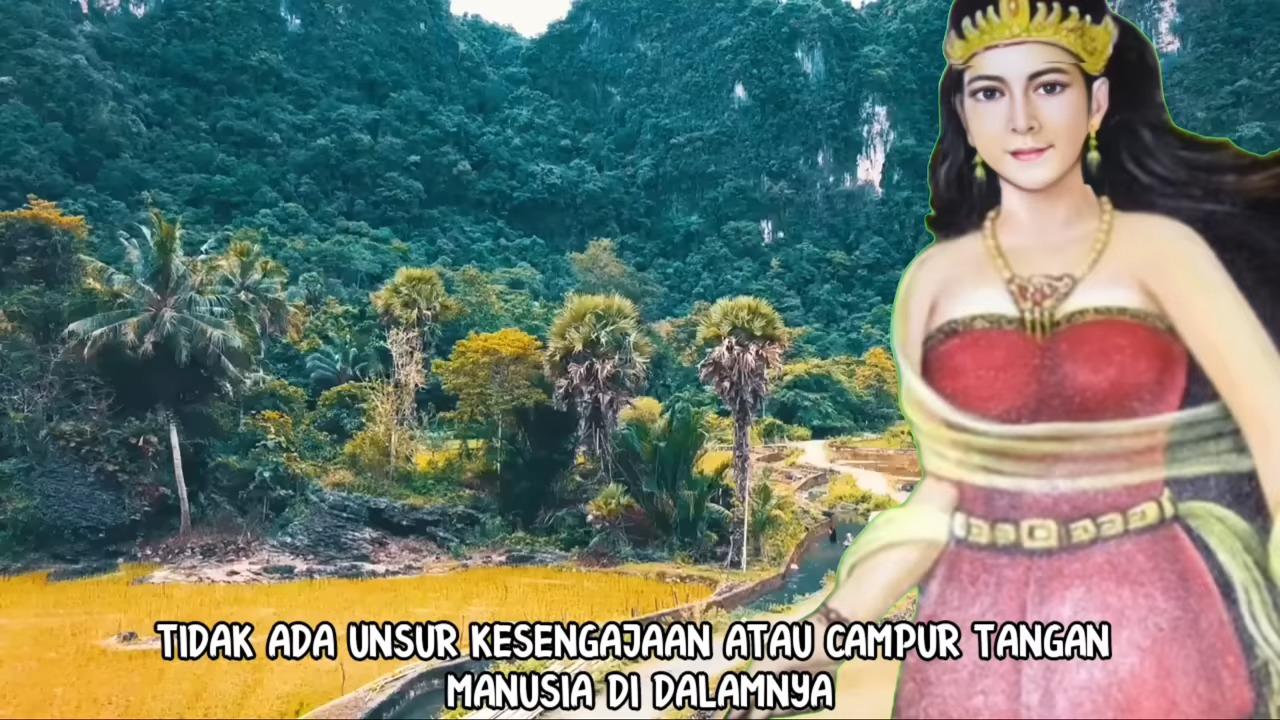 TIDAK ADA UNSUR KESENGAJAAN ATAU CAMPUR TANGAN
MANUSIA DI DALAMNYA